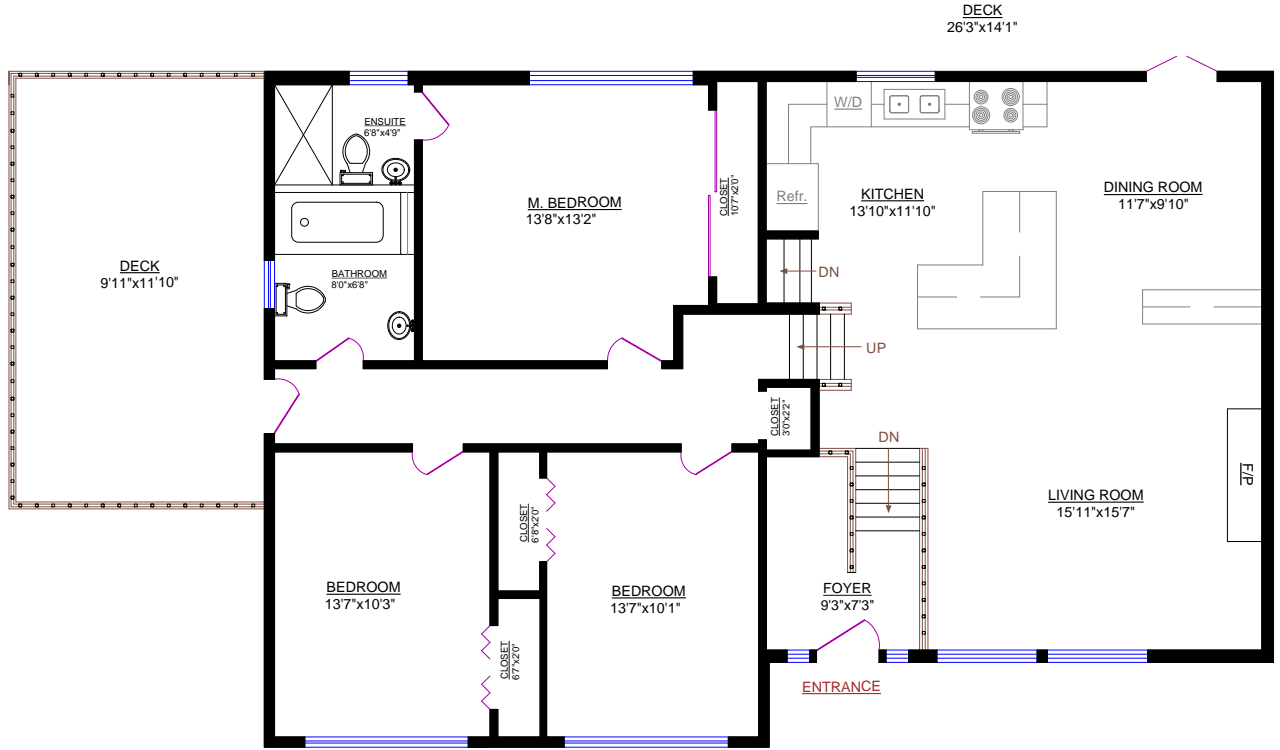 DECK
26'3"x14'1"
W/D
ENSUITE
6'8"x4'9"
Refr.
KITCHEN
13'10"x11'10"
DINING ROOM
11'7"x9'10"
M. BEDROOM
13'8"x13'2"
CLOSET
10'7"x2'0"
DECK
9'11"x11'10"
BATHROOM
8'0"x6'8"
DN
UP
CLOSET
3'0"x2'2"
DN
F/P
LIVING ROOM
15'11"x15'7"
CLOSET
6'8"x2'0"
BEDROOM
13'7"x10'3"
BEDROOM
13'7"x10'1"
FOYER
9'3"x7'3"
CLOSET
6'7"x2'0"
ENTRANCE